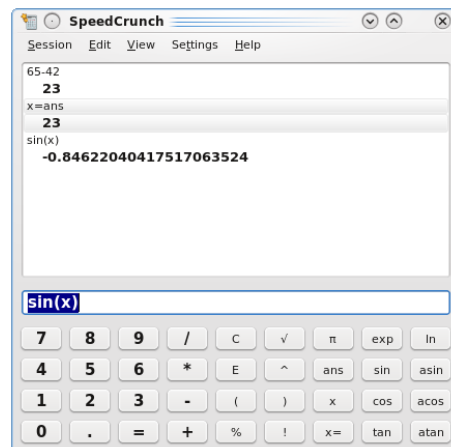 SpeedCrunch
Session Edit View Settings Help
65-42
23
x=ans
23
sin(x)
-0.84622040417517063524
sin(x)
7 8 9 / C √ π exp ln
4 5 6 * E ^ ans sin asin
1 2 3 - ( ) x cos acos
0 . = + % ! x= tan atan